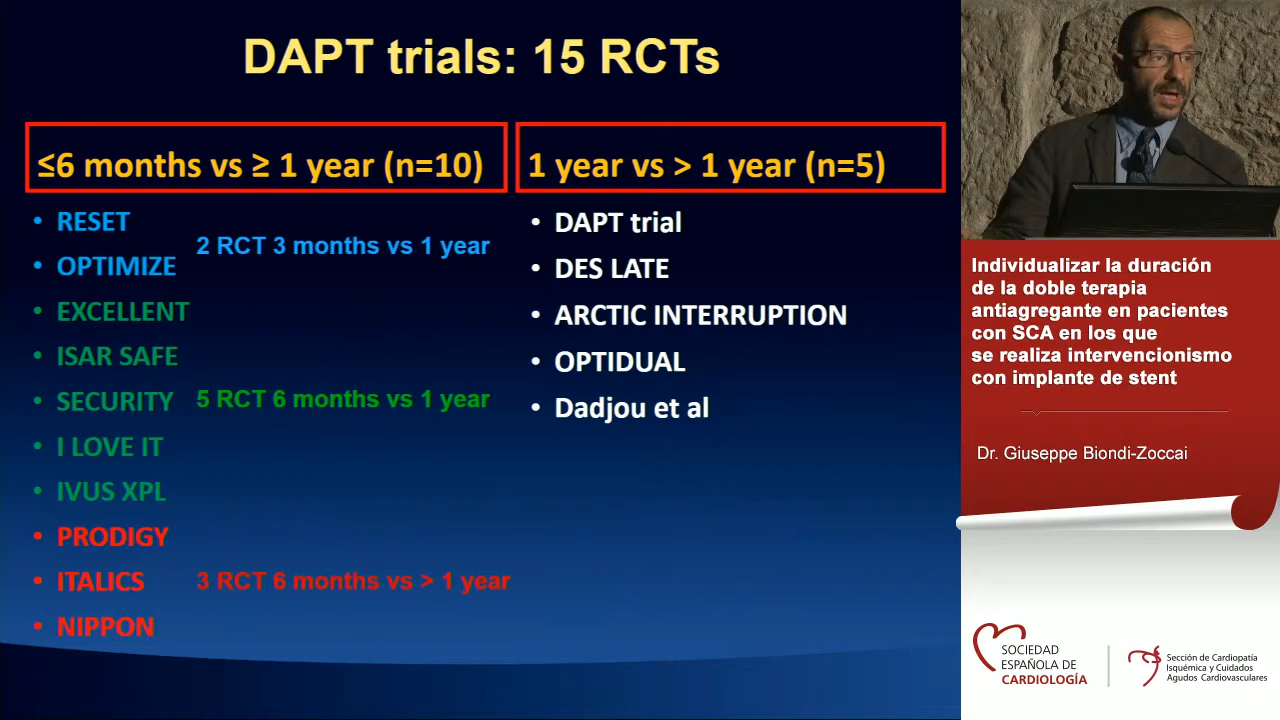 DAPT trials: 15 RCTs
≤6 months vs ≥ 1 year (n=10)
• RESET
• OPTIMIZE
2 RCT 3 months vs 1 year
• EXCELLENT
• ISAR SAFE
• SECURITY
• I LOVE IT
• IVUS XPL
5 RCT 6 months vs 1 year
• PRODIGY
• ITALICS
• NIPPON
3 RCT 6 months vs > 1 year
1 year vs > 1 year (n=5)
• DAPT trial
• DES LATE
• ARCTIC INTERRUPTION
• OPTIDUAL
• Dadjou et al
Individualizar la duración
de la doble terapia
antiagregante en pacientes
con SCA en los que
se realiza intervencionismo
con implante de stent
Dr. Giuseppe Biondi-Zoccai
SOCIEDAD
ESPAÑOLA DE
CARDIOLOGÍA
Sección de Cardiopatía
Isquémica y Cuidados
Agudos Cardiovasculares